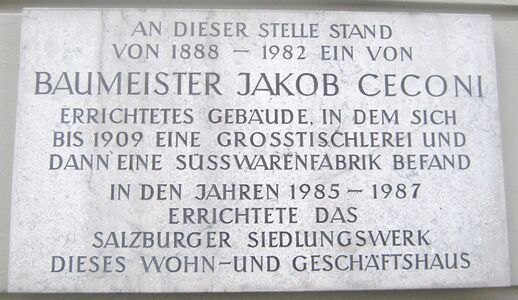 AN DIESER STELLE STAND
VON 1888 – 1982 EIN VON
BAUMEISTER JAKOB CECONI
ERRICHTETES GEBÄUDE, IN DEM SICH
BIS 1909 EINE GROSSTISCHLEREI UND
DANN EINE SÜSSWARENFABRIK BEFAND
IN DEN JAHREN 1985 – 1987
ERRICHTETE DAS
SALZBURGER SIEDLUNGSWERK
DIESES WOHN-UND GESCHÄFTSHAUS